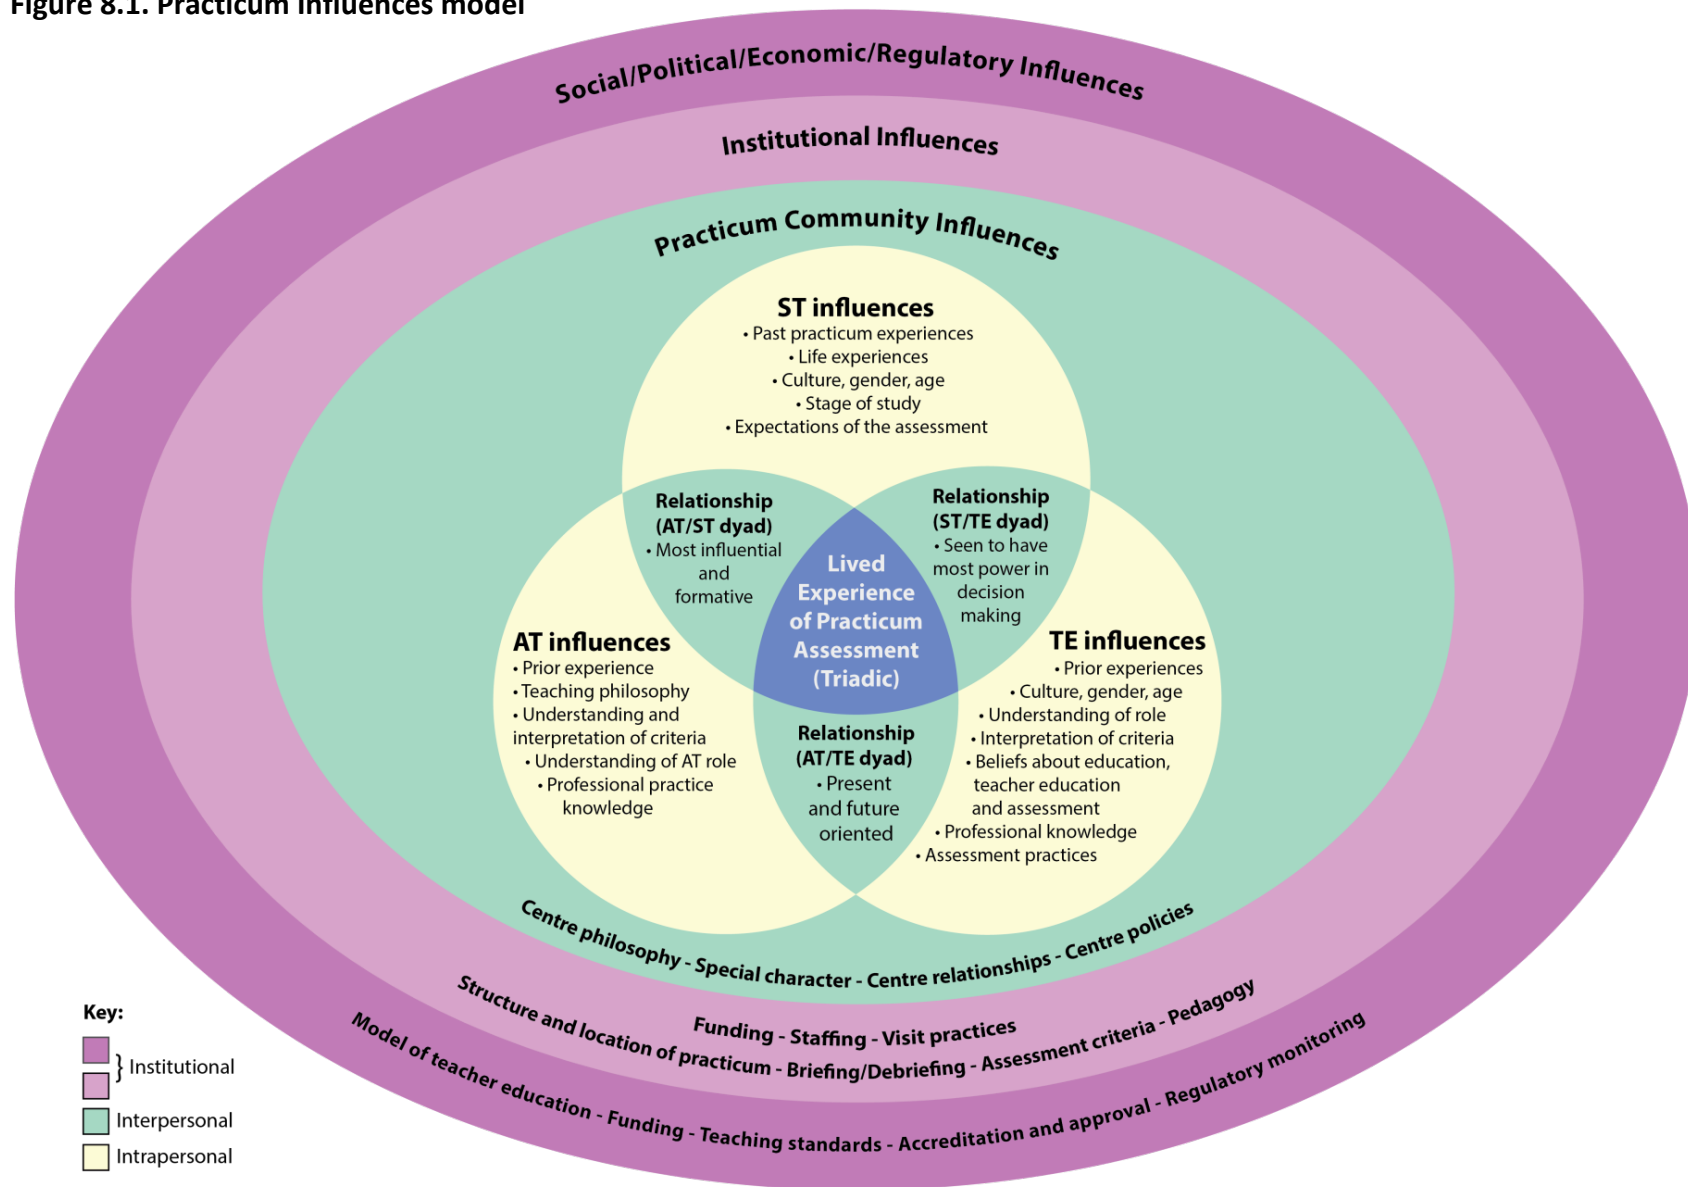 Figure 8.1. Practicum influences model
Social/Political/Economic/Regulatory Influences
Institutional Influences
Practicum Community Influences
ST influences
• Past practicum experiences
• Life experiences
• Culture, gender, age
• Stage of study
• Expectations of the assessment
Relationship
(AT/ST dyad)
• Most influential
and
formative
Relationship
(ST/TE dyad)
• Seen to have
most power in
decision
making
Lived
Experience
of Practicum
Assessment
(Triadic)
AT influences
• Prior experience
• Teaching philosophy
• Understanding and
interpretation of criteria
• Understanding of AT role
• Professional practice
knowledge
TE influences
• Prior experiences
• Culture, gender, age
• Understanding of role
• Interpretation of criteria
• Beliefs about education,
teacher education
and assessment
• Professional knowledge
• Assessment practices
Relationship
(AT/TE dyad)
• Present
and future
oriented
Centre philosophy - Special character - Centre relationships - Centre policies
Funding - Staffing - Visit practices
Structure and location of practicum - Briefing/Debriefing - Assessment criteria - Pedagogy
Model of teacher education - Funding - Teaching standards - Accreditation and approval - Regulatory monitoring
Key:
} Institutional
Interpersonal
Intrapersonal